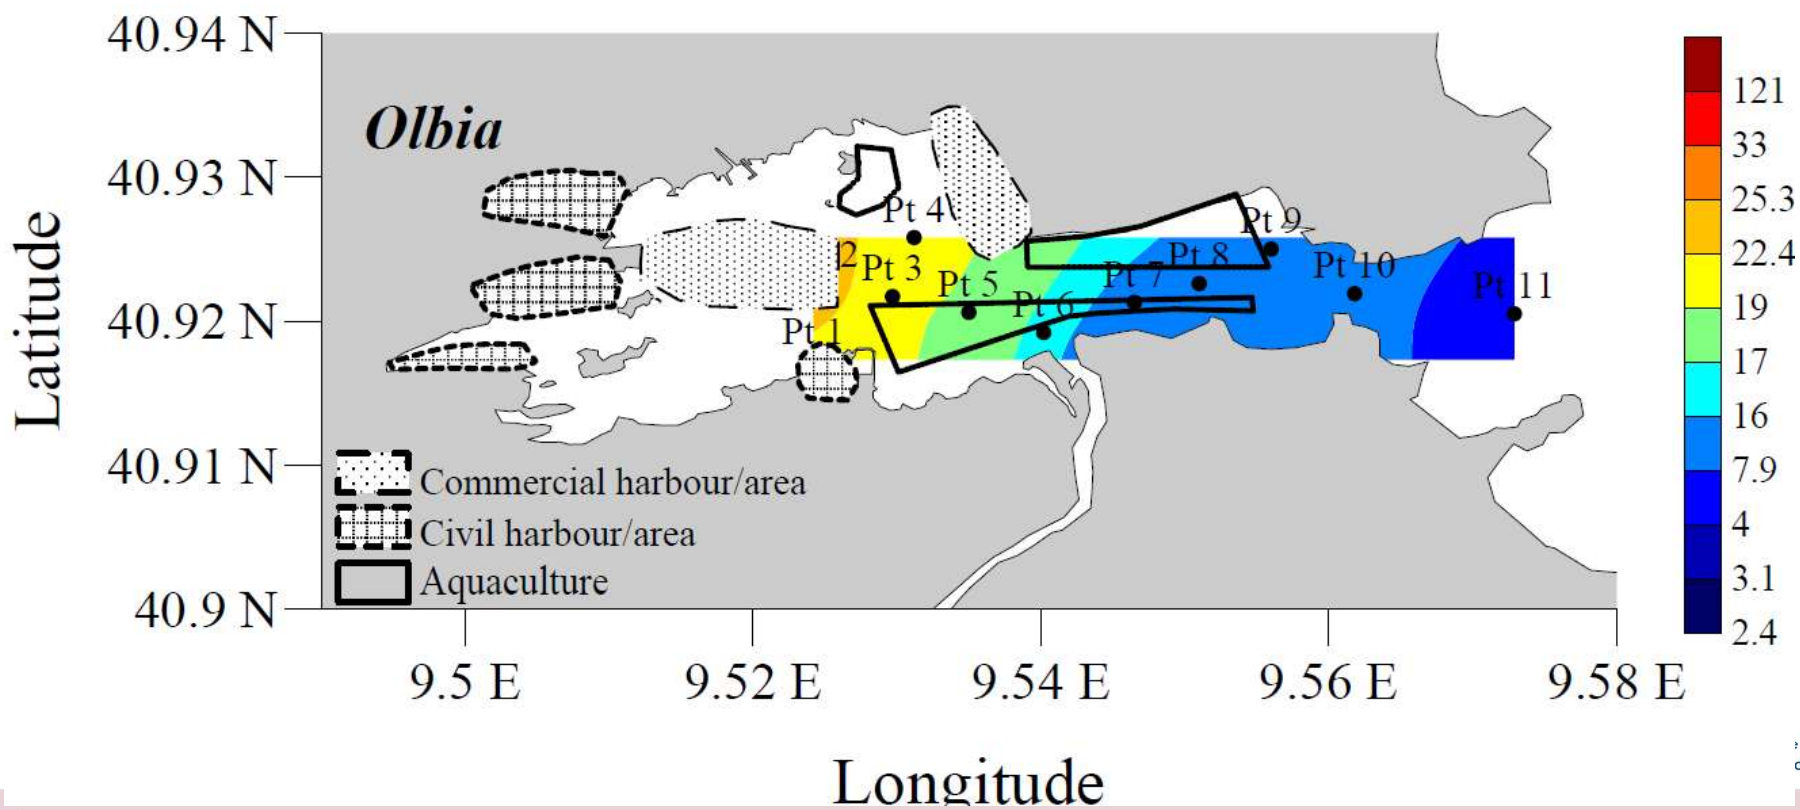 40.94 N
40.93 N
40.92 N
40.91 N
40.9 N
Latitude
Olbia
Pt 4
Pt 9
2
Pt 3
Pt 8
Pt 10
Pt 5
Pt 7
Pt 11
Pt 6
Pt 1
Commercial harbour/area
Civil harbour/area
Aquaculture
9.5 E
9.52 E
9.54 E
9.56 E
9.58 E
Longitude
121
33
25.3
22.4
19
17
16
7.9
4
3.1
2.4